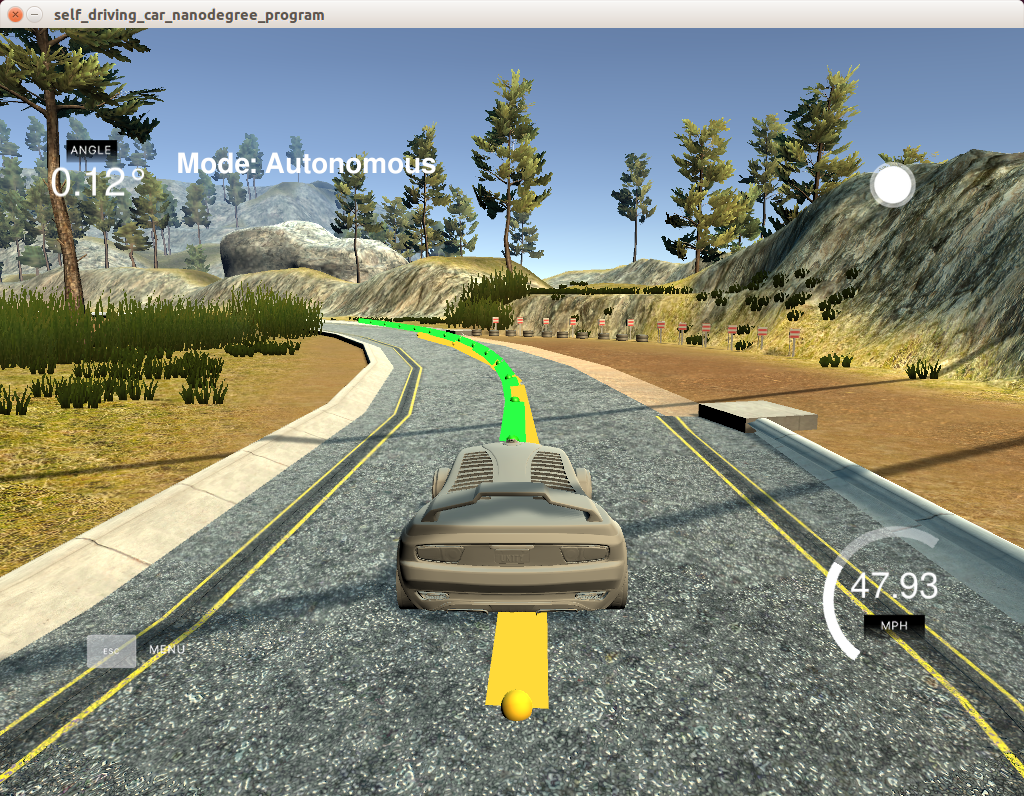 self_driving_car_nanodegree_program
ANGLE
0.12°
Mode: Autonomous
47.93
MPH
ESC
MENU